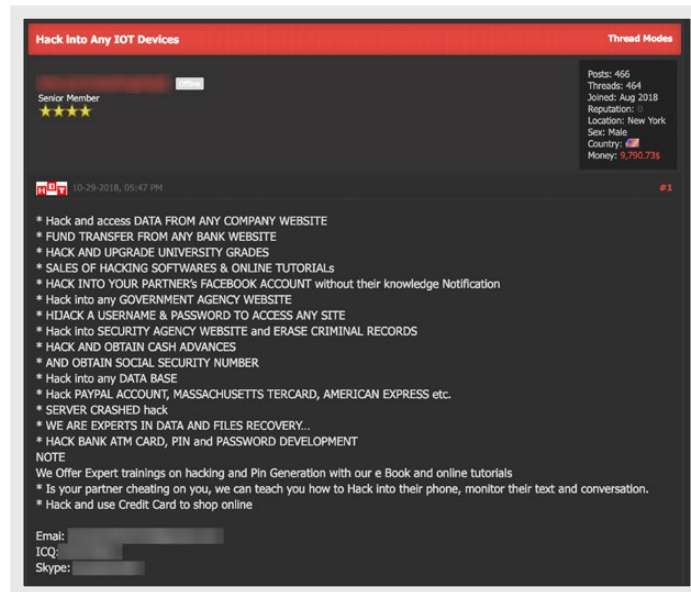 Hack into Any IOT Devices
Thread Modes
Offline
Senior Member
Posts: 466
Threads: 464
Joined: Aug 2018
Reputation: 0
Location: New York
Sex: Male
Country:
Money: 9,790.73$
HOT 10-29-2018, 05:47 PM
#1
* Hack and access DATA FROM ANY COMPANY WEBSITE
* FUND TRANSFER FROM ANY BANK WEBSITE
* HACK AND UPGRADE UNIVERSITY GRADES
* SALES OF HACKING SOFTWARES & ONLINE TUTORIALs
* HACK INTO YOUR PARTNER's FACEBOOK ACCOUNT without their knowledge Notification
* Hack into any GOVERNMENT AGENCY WEBSITE
* HIJACK A USERNAME & PASSWORD TO ACCESS ANY SITE
* Hack into SECURITY AGENCY WEBSITE and ERASE CRIMINAL RECORDS
* HACK AND OBTAIN CASH ADVANCES
* AND OBTAIN SOCIAL SECURITY NUMBER
* Hack into any DATA BASE
* Hack PAYPAL ACCOUNT, MASSACHUSETTS TERCARD, AMERICAN EXPRESS etc.
* SERVER CRASHED hack
* WE ARE EXPERTS IN DATA AND FILES RECOVERY...
* HACK BANK ATM CARD, PIN and PASSWORD DEVELOPMENT
NOTE
We Offer Expert trainings on hacking and Pin Generation with our e Book and online tutorials
* Is your partner cheating on you, we can teach you how to Hack into their phone, monitor their text and conversation.
* Hack and use Credit Card to shop online
Emai:
ICQ:
Skype: